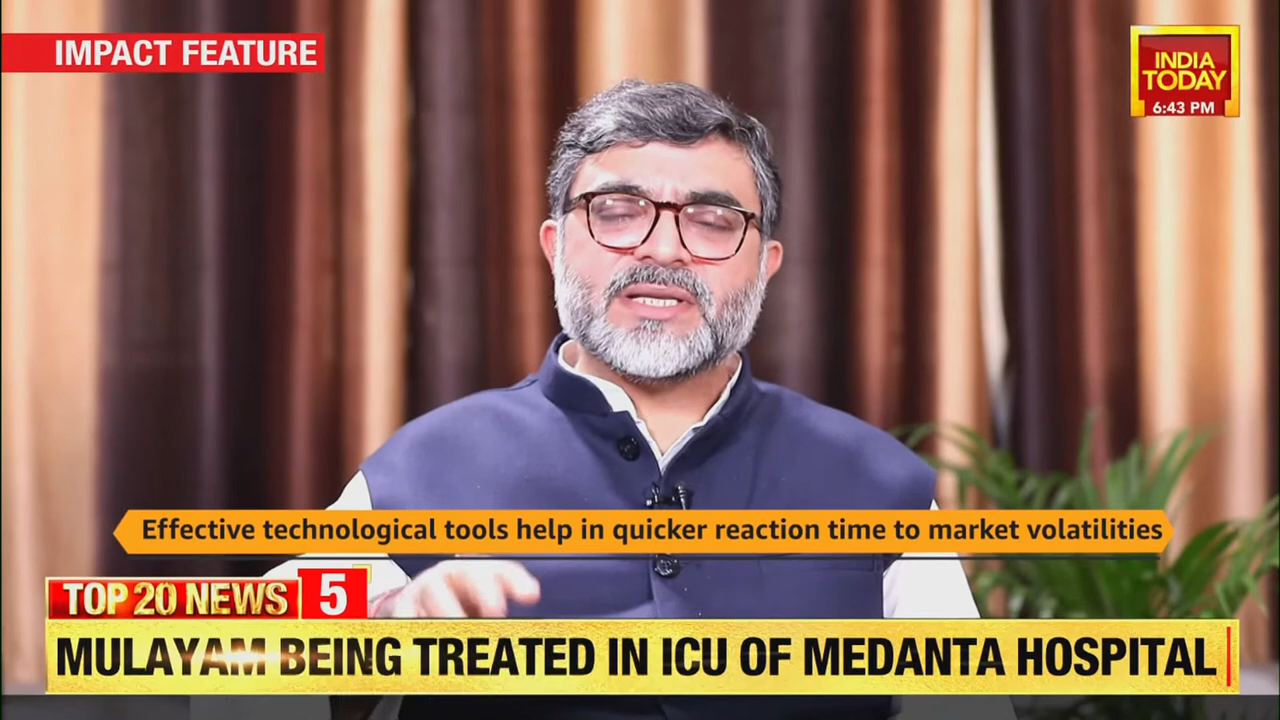 IMPACT FEATURE
INDIA
TODAY
6:43 PM
Effective technological tools help in quicker reaction time to market volatilities
TOP 20 NEWS 5
MULAYAM BEING TREATED IN ICU OF MEDANTA HOSPITAL